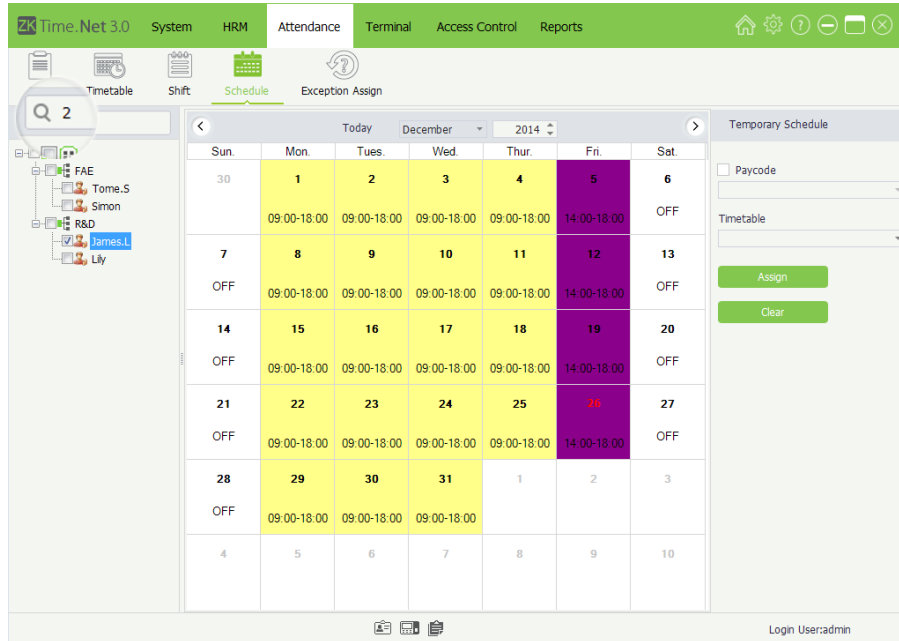 ZK Time.Net 3.0 System HRM Attendance Terminal Access Control Reports
Timetable Shift Schedule Exception Assign
2
Today December 2014
Temporary Schedule
Sun. Mon. Tues. Wed. Thur. Fri. Sat.
FAE
Tome.S
Simon
R&D
James.L
Lily
30 1 2 3 4 5 6
09:00-18:00 09:00-18:00 09:00-18:00 09:00-18:00 14:00-18:00 OFF
7 8 9 10 11 12 13
OFF 09:00-18:00 09:00-18:00 09:00-18:00 09:00-18:00 14:00-18:00 OFF
14 15 16 17 18 19 20
OFF 09:00-18:00 09:00-18:00 09:00-18:00 09:00-18:00 14:00-18:00 OFF
21 22 23 24 25 26 27
OFF 09:00-18:00 09:00-18:00 09:00-18:00 09:00-18:00 14:00-18:00 OFF
28 29 30 31 1 2 3
OFF 09:00-18:00 09:00-18:00 09:00-18:00
4 5 6 7 8 9 10
Paycode
Timetable
Assign
Clear
Login User:admin